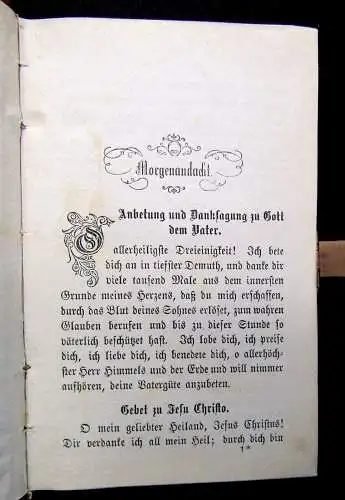 Morgenandacht.
Anbetung und Danksagung zu Gott
dem Vater.
O allerheiligste Dreieinigkeit! Ich bete
dich an in tiefster Demuth, und danke dir
viele tausend Male aus dem innersten
Grunde meines Herzens, daß du mich erschaffen,
durch das Blut deines Sohnes erlöset, zum wahren
Glauben berufen und bis zu dieser Stunde so
väterlich beschützet hast. Ich lobe dich, ich preise
dich, ich liebe dich, ich benedete dich, o allerhöch-
ster Herr Himmels und der Erde und will nimmer
aufhören, deine Vatergüte anzubeten.
Gebet zu Jesu Christo.
O mein geliebter Heiland, Jesus Christus!
Dir verdanke ich all mein Heil; durch dich bin
1*